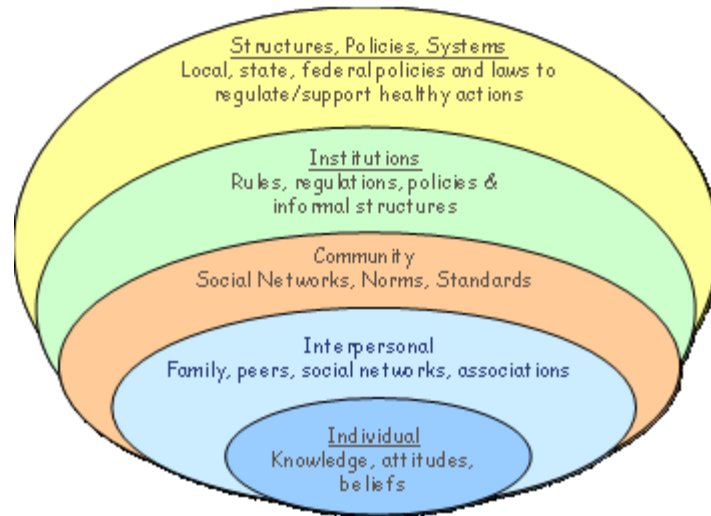 Structures, Policies, Systems
Local, state, federal policies and laws to
regulate/support healthy actions
Institutions
Rules, regulations, policies &
informal structures
Community
Social Networks, Norms, Standards
Interpersonal
Family, peers, social networks, associations
Individual
Knowledge, attitudes,
beliefs